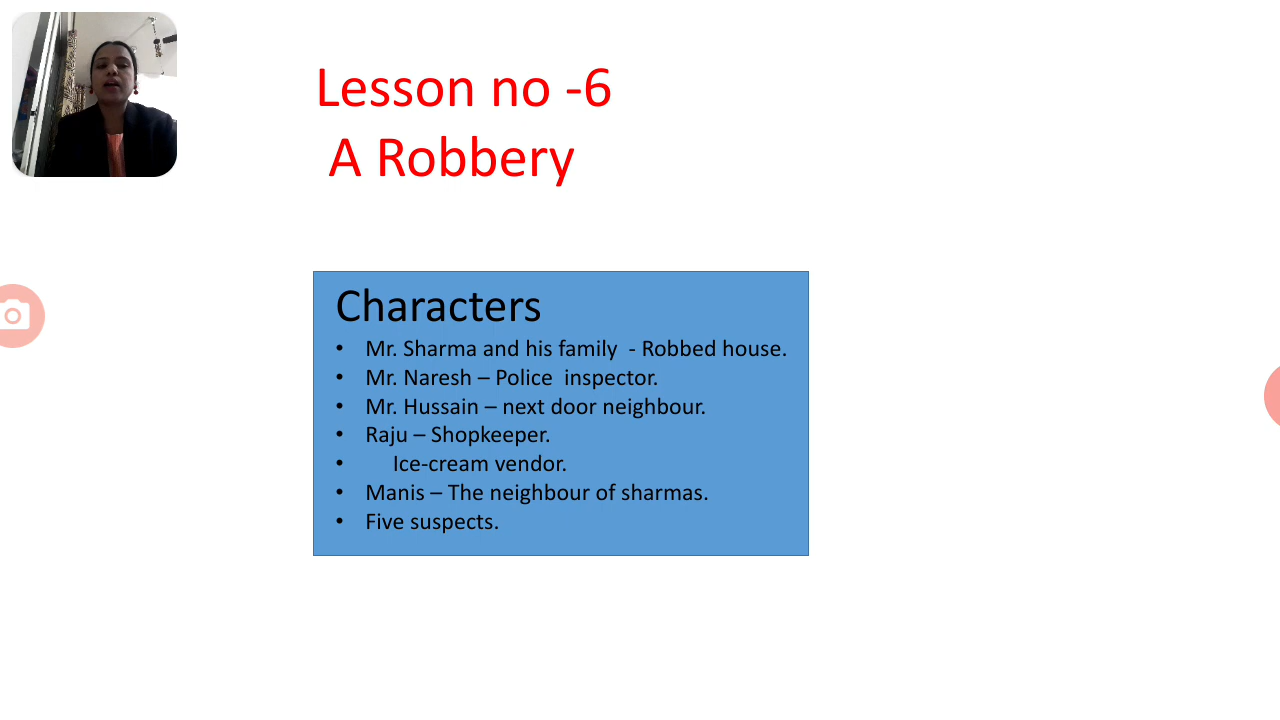 Lesson no -6
A Robbery
Characters
• Mr. Sharma and his family - Robbed house.
• Mr. Naresh – Police inspector.
• Mr. Hussain – next door neighbour.
• Raju – Shopkeeper.
• Ice-cream vendor.
• Manis – The neighbour of sharmas.
• Five suspects.